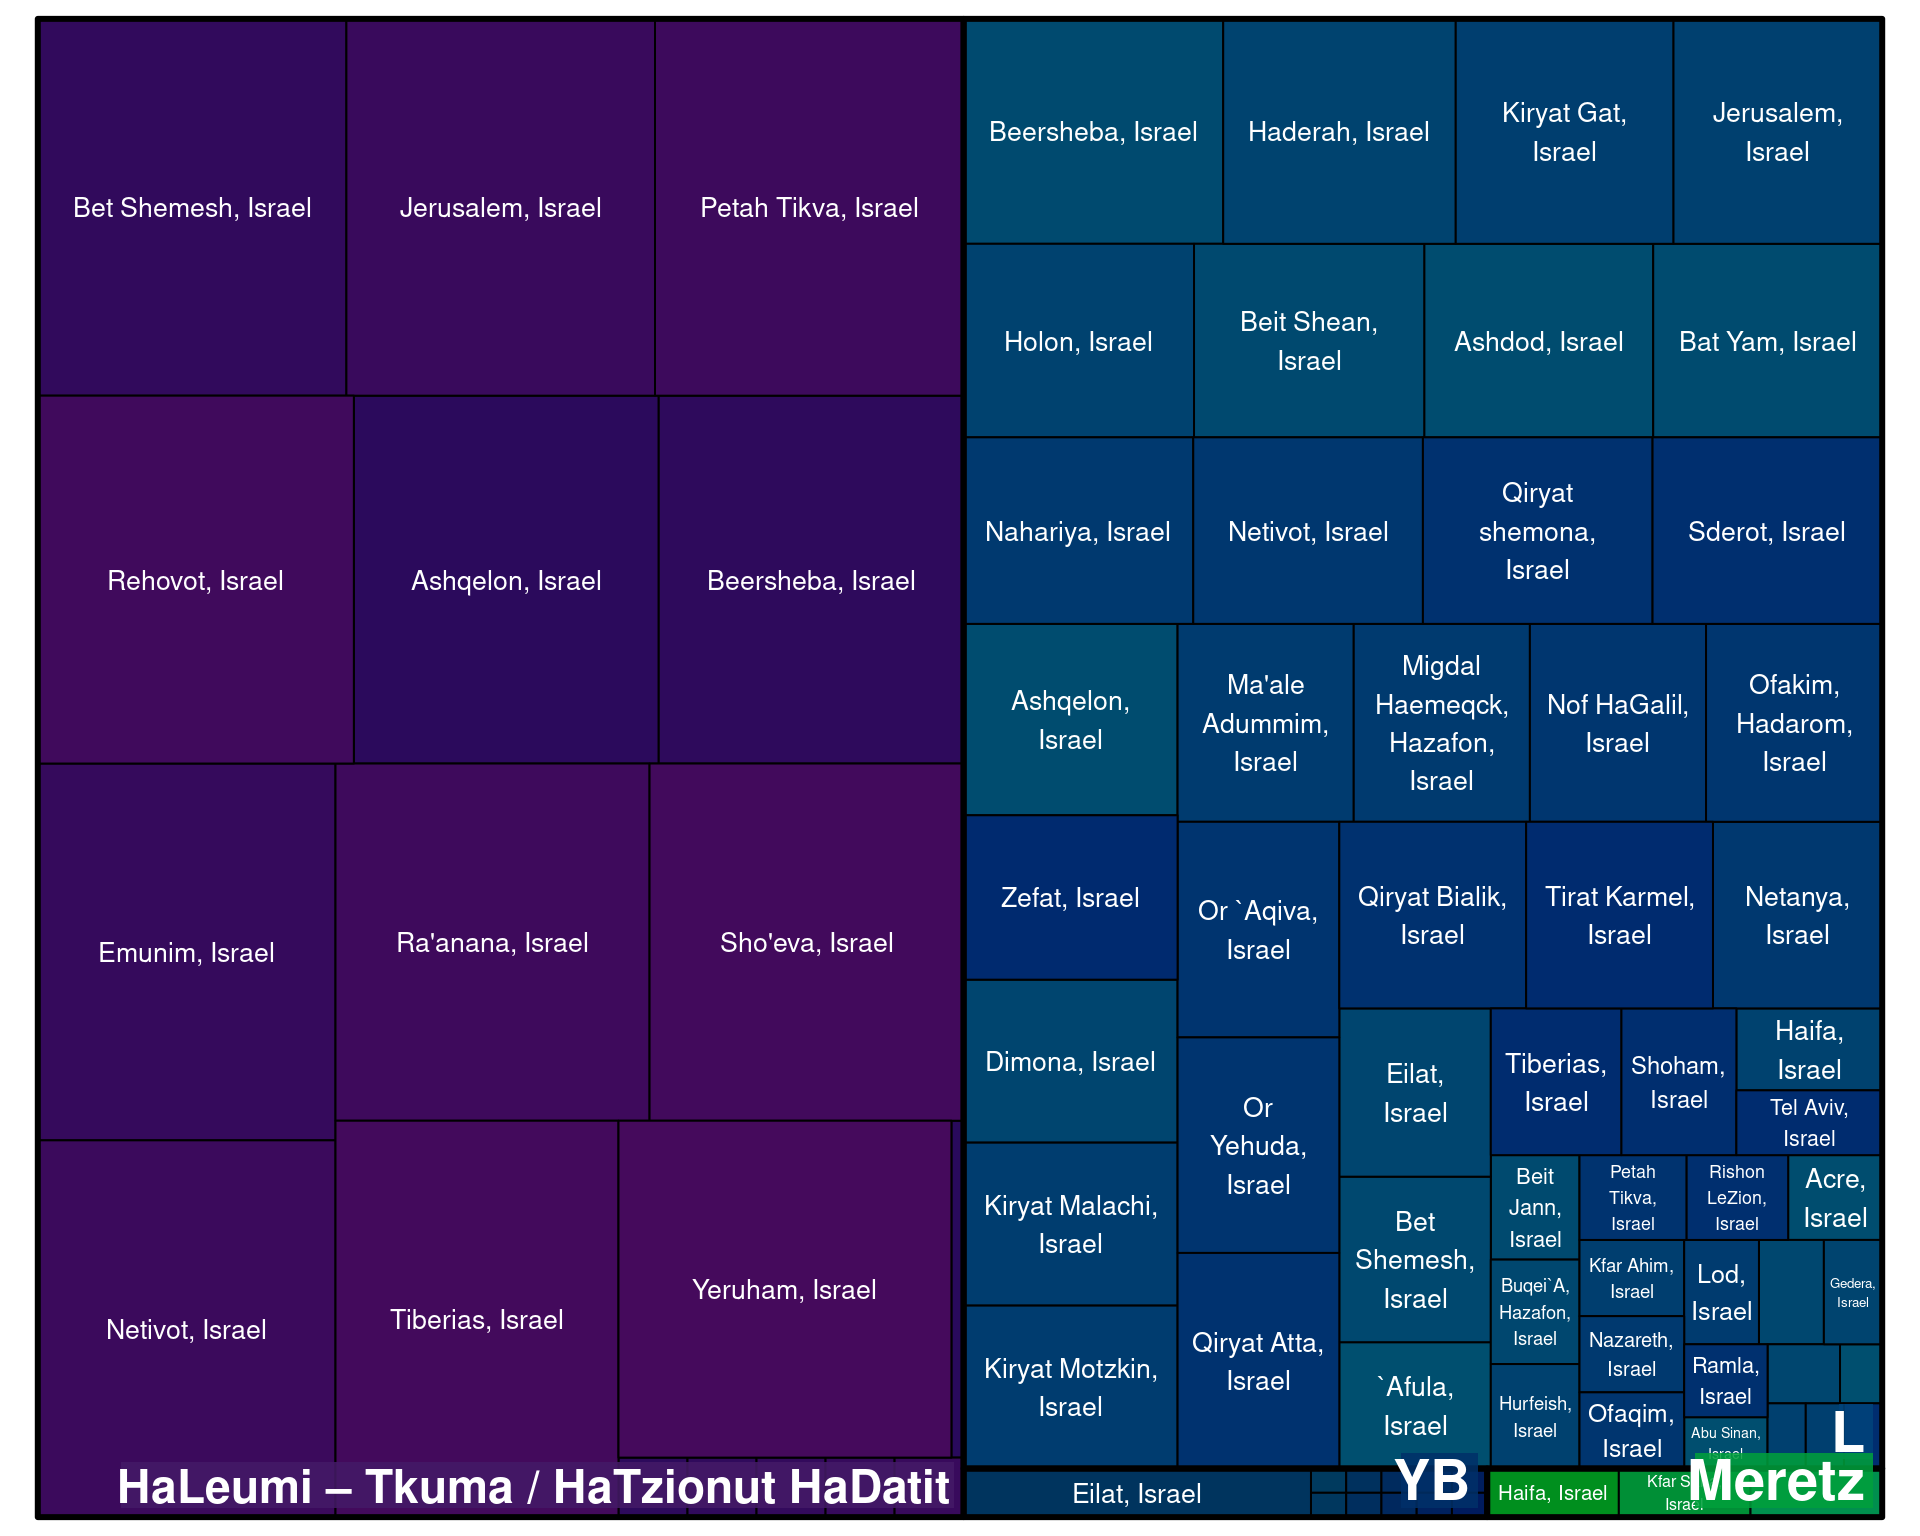 Bet Shemesh, Israel
Jerusalem, Israel
Petah Tikva, Israel
Rehovot, Israel
Ashqelon, Israel
Beersheba, Israel
Emunim, Israel
Ra'anana, Israel
Sho'eva, Israel
Netivot, Israel
Tiberias, Israel
Yeruham, Israel
HaLeumi – Tkuma / HaTzionut HaDatit
Beersheba, Israel
Haderah, Israel
Kiryat Gat,
Israel
Jerusalem,
Israel
Holon, Israel
Beit Shean,
Israel
Ashdod, Israel
Bat Yam, Israel
Nahariya, Israel
Netivot, Israel
Qiryat
shemona,
Israel
Sderot, Israel
Ashqelon,
Israel
Ma'ale
Adummim,
Israel
Migdal
Haemeqck,
Hazafon,
Israel
Nof HaGalil,
Israel
Ofakim,
Hadarom,
Israel
Zefat, Israel
Or `Aqiva,
Israel
Qiryat Bialik,
Israel
Tirat Karmel,
Israel
Netanya,
Israel
Dimona, Israel
Or
Yehuda,
Israel
Eilat,
Israel
Tiberias,
Israel
Shoham,
Israel
Haifa,
Israel
Tel Aviv,
Israel
Kiryat Malachi,
Israel
Bet
Shemesh,
Israel
Beit
Jann,
Israel
Petah
Tikva,
Israel
Rishon
LeZion,
Israel
Acre,
Israel
Kiryat Motzkin,
Israel
Qiryat Atta,
Israel
`Afula,
Israel
Buqei`A,
Hazafon,
Israel
Kfar Ahim,
Israel
Lod,
Israel
Gedera,
Israel
Hurfeish,
Israel
Nazareth,
Israel
Ramla,
Israel
Ofaqim,
Israel
Abu Sinan,
Israel
L
Eilat, Israel
YB
Haifa, Israel
Kfar
Israel
Meretz